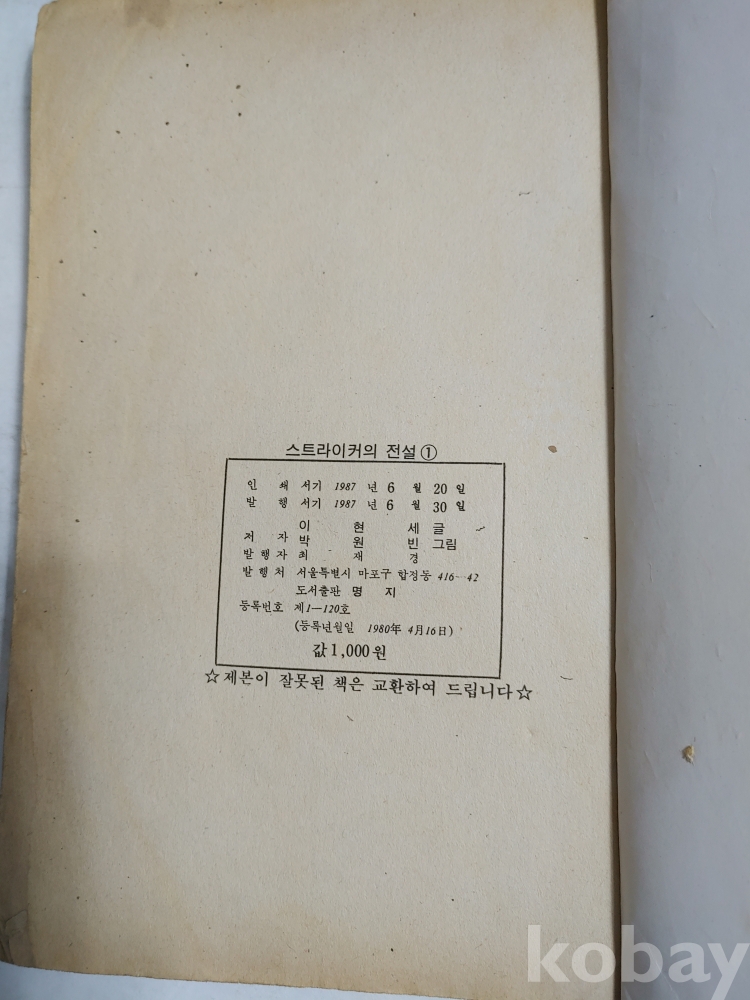 스트라이커의 전설①
인 쇄 서기 1987 년 6 월 20 일
발 행 서기 1987 년 6 월 30 일
이 현 세 글
저 자 박 원 빈 그림
발행자 최 재 경
발행처 서울특별시 마포구 합정동 416-42
도서출판 명 지
등록번호 제1—120호
(등록년월일 1980年 4月16日)
값 1,000원
☆제본이 잘못된 책은 교환하여 드립니다☆
kobay